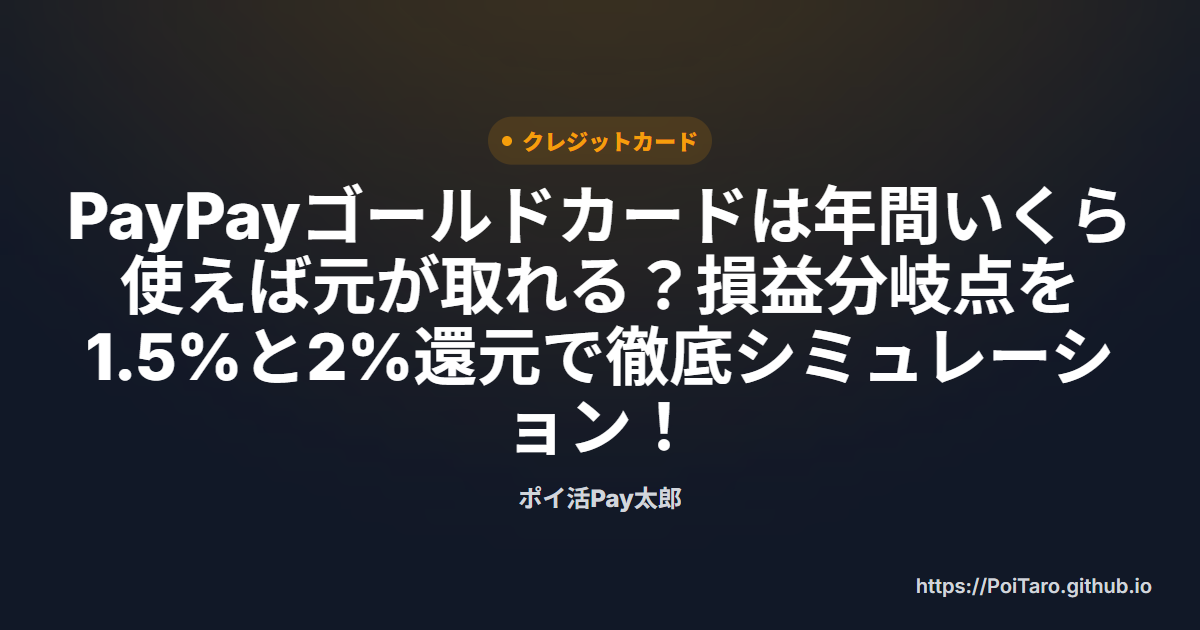 クレジットカード
PayPayゴールドカードは年間いくら
使えば元が取れる？損益分岐点を
1.5%と2%還元で徹底シミュレーシ
ョン！
ポイ活Pay太郎
https://PoiTaro.github.io